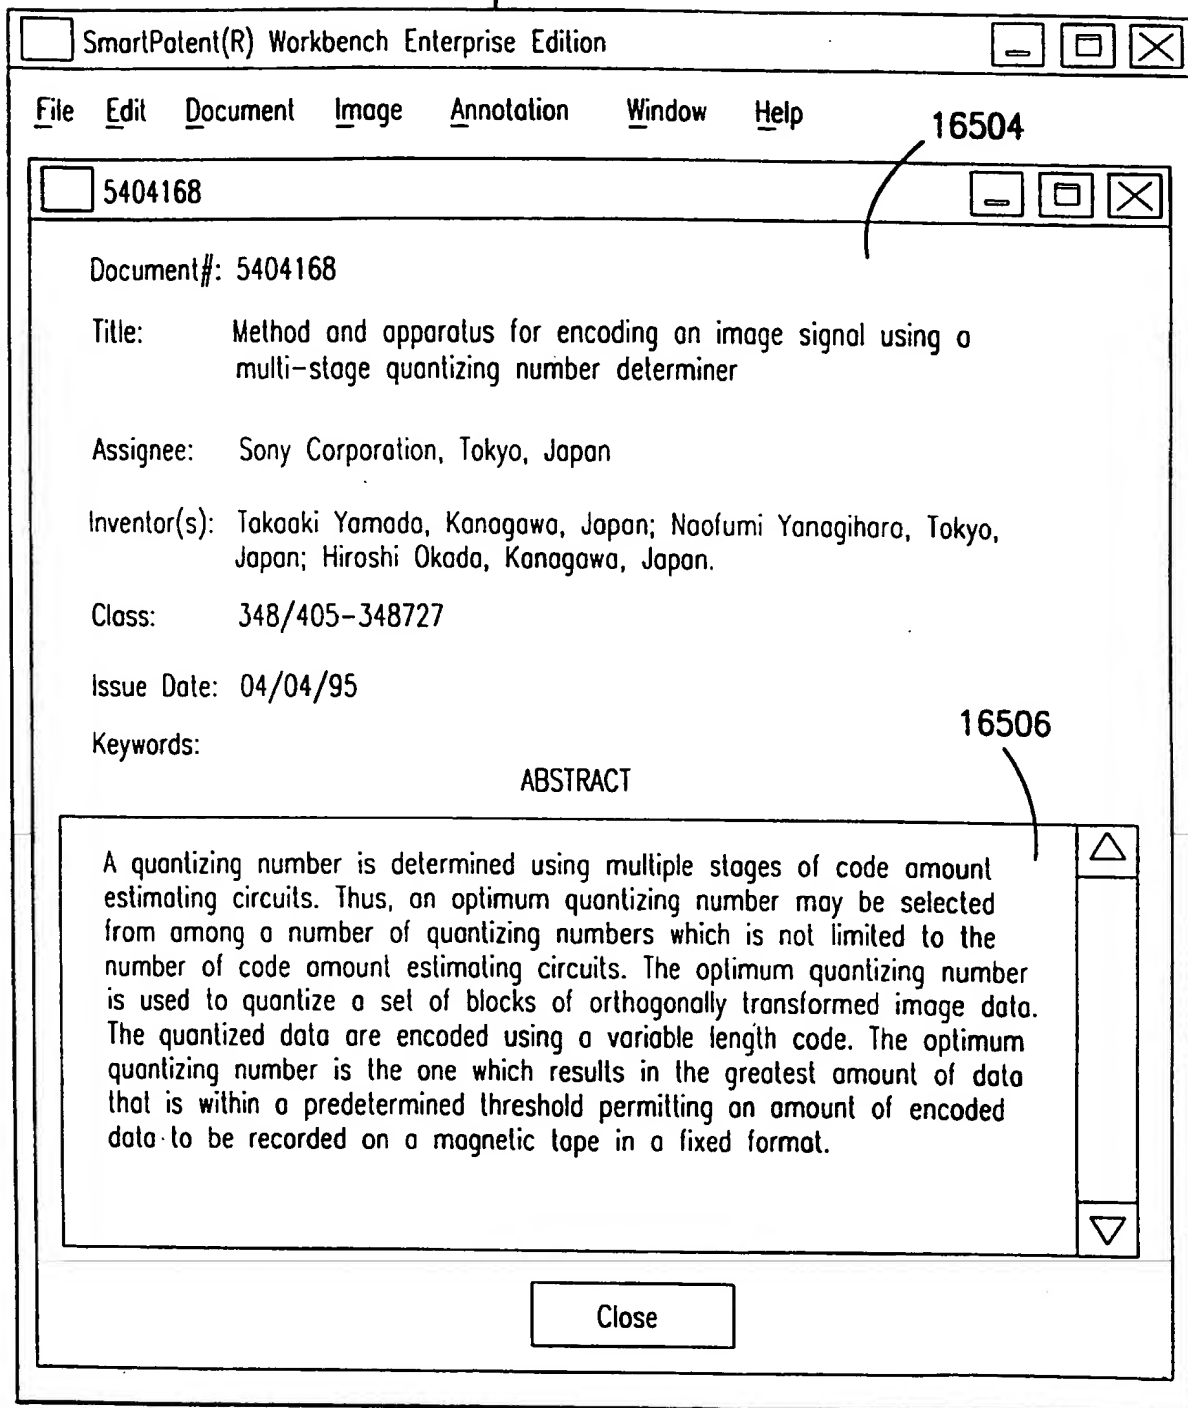 SmartPatent(R) Workbench Enterprise Edition
File Edit Document Image Annotation Window Help
16504
5404168
Document#: 5404168
Title: Method and apparatus for encoding an image signal using a
multi-stage quantizing number determiner
Assignee: Sony Corporation, Tokyo, Japan
Inventor(s): Takaaki Yamada, Kanagawa, Japan; Naofumi Yanagihara, Tokyo,
Japan; Hiroshi Okada, Kanagawa, Japan.
Class: 348/405-348727
Issue Date: 04/04/95
Keywords:
16506
ABSTRACT
A quantizing number is determined using multiple stages of code amount
estimating circuits. Thus, an optimum quantizing number may be selected
from among a number of quantizing numbers which is not limited to the
number of code amount estimating circuits. The optimum quantizing number
is used to quantize a set of blocks of orthogonally transformed image data.
The quantized data are encoded using a variable length code. The optimum
quantizing number is the one which results in the greatest amount of data
that is within a predetermined threshold permitting an amount of encoded
data to be recorded on a magnetic tape in a fixed format.
Close